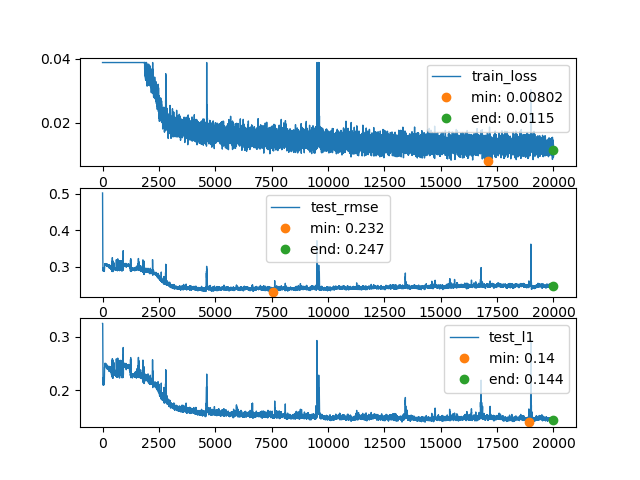 0.04
0.02
train_loss
min: 0.00802
end: 0.0115
0 2500 5000 7500 10000 12500 15000 17500 20000
0.5
0.4
0.3
test_rmse
min: 0.232
end: 0.247
0 2500 5000 7500 10000 12500 15000 17500 20000
0.3
0.2
test_l1
min: 0.14
end: 0.144
0 2500 5000 7500 10000 12500 15000 17500 20000